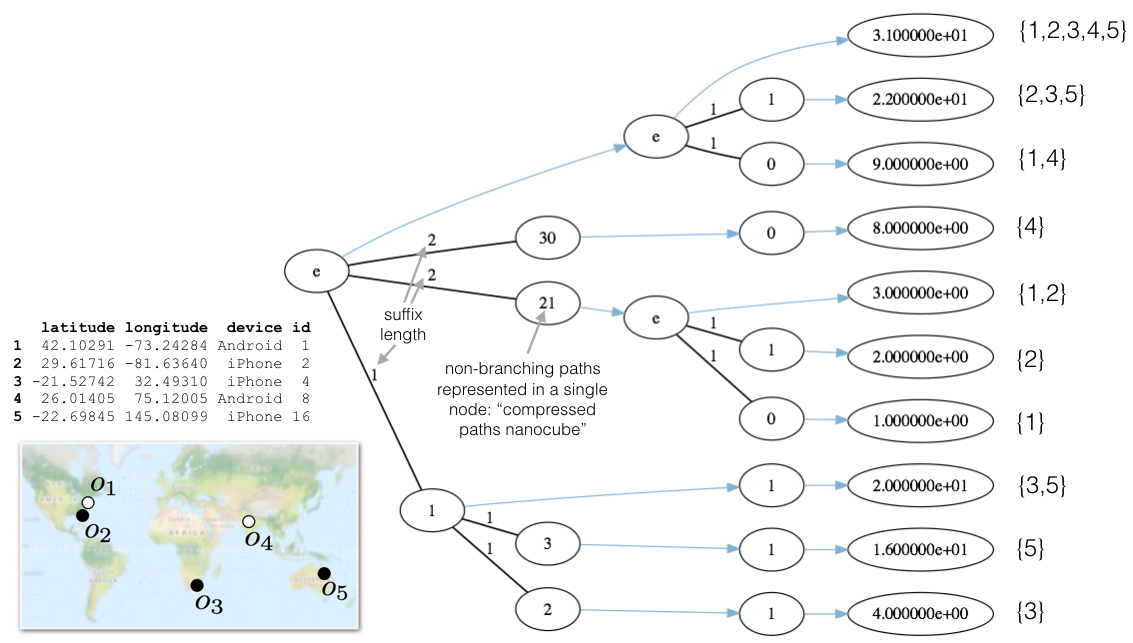 3.100000e+01 {1,2,3,4,5}
1 1 2.200000e+01 {2,3,5}
e
1 0 9.000000e+00 {1,4}
2 30 0 8.000000e+00 {4}
e
2 21 e 3.000000e+00 {1,2}
suffix
length
1 1 2.000000e+00 {2}
1 0 1.000000e+00 {1}
non-branching paths
represented in a single
node: “compressed
paths nanocube”
1
latitude longitude device id
1 42.10291 -73.24284 Android 1
2 29.61716 -81.63640 iPhone 2
3 -21.52742 32.49310 iPhone 4
4 26.01405 75.12005 Android 8
5 -22.69845 145.08099 iPhone 16
1 1 2.000000e+01 {3,5}
1 3 1 1.600000e+01 {5}
1 2 1 4.000000e+00 {3}
AFRICA
o1
o2
o3
o4
o5